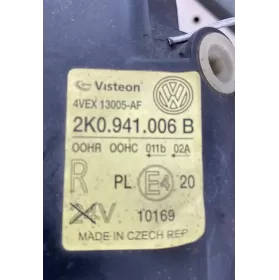 Visteon
4VEX 13005-AF
2K0.941.006 B
OOHR OOHC 011b 02A
R PL E4 20
24V 10169
MADE IN CZECH REP